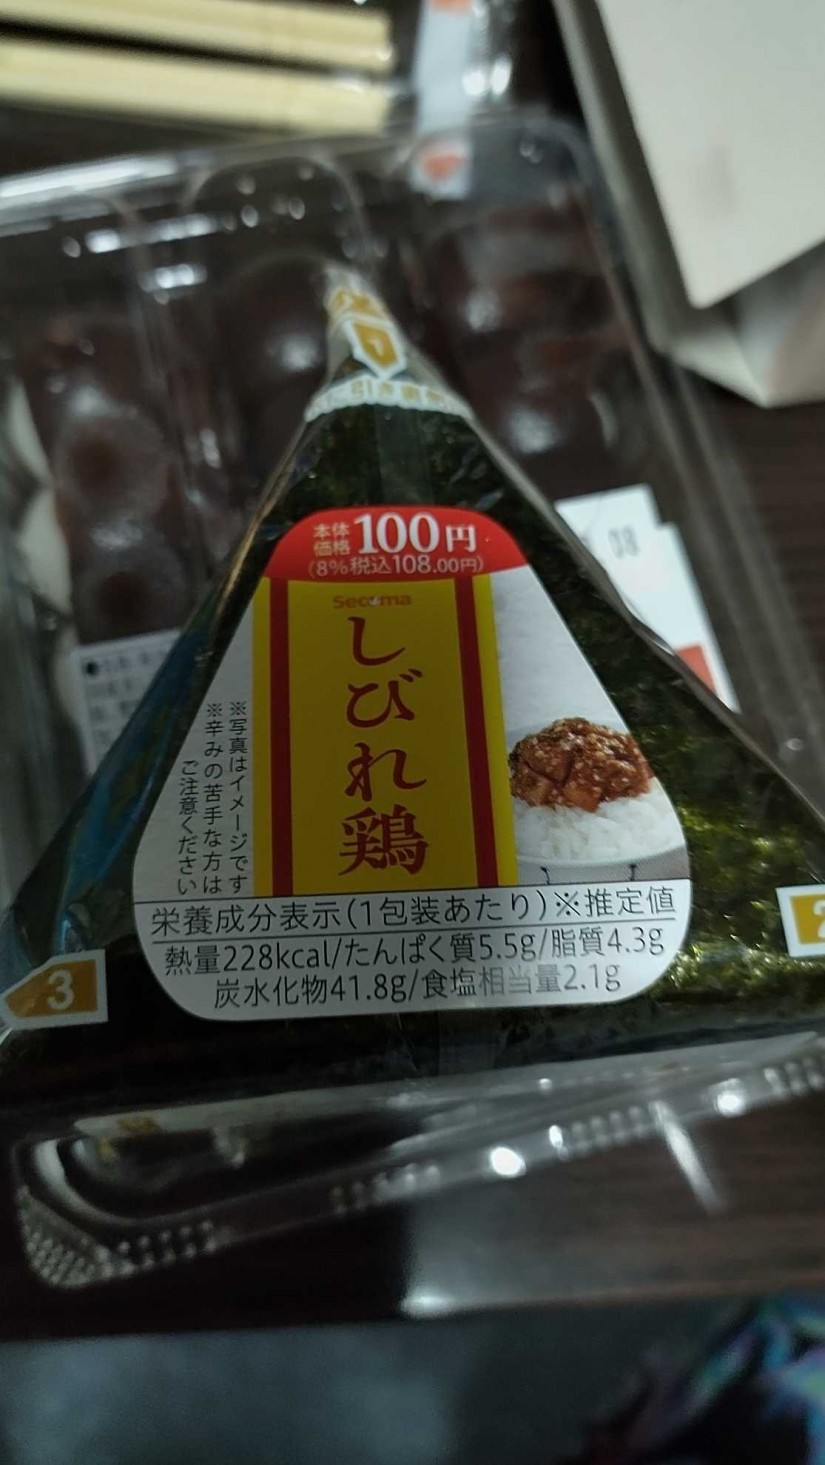 1
引き
本体
価格 100円
(8%税込108.00円)
Secoma
しびれ鶏
※写真はイメージです
※辛みの苦手な方は
ご注意ください
栄養成分表示(1包装あたり)※推定値
熱量228kcal/たんぱく質5.5g/脂質4.3g
炭水化物41.8g/食塩相当量2.1g
3
2
08